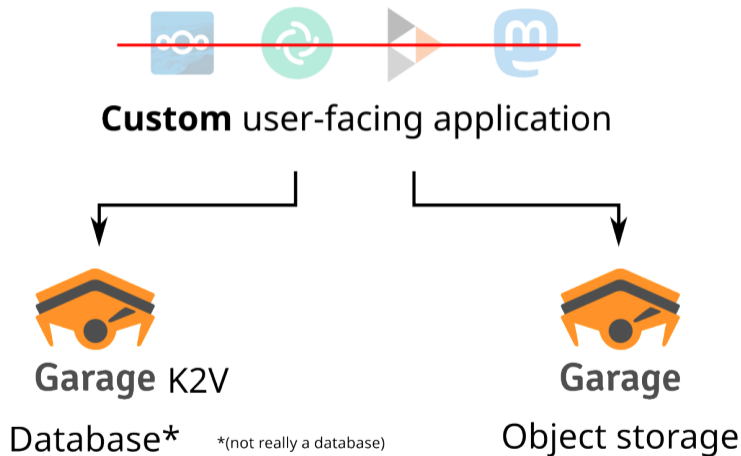 Custom user-facing application
Garage K2V
Garage
Database* *(not really a database)
Object storage